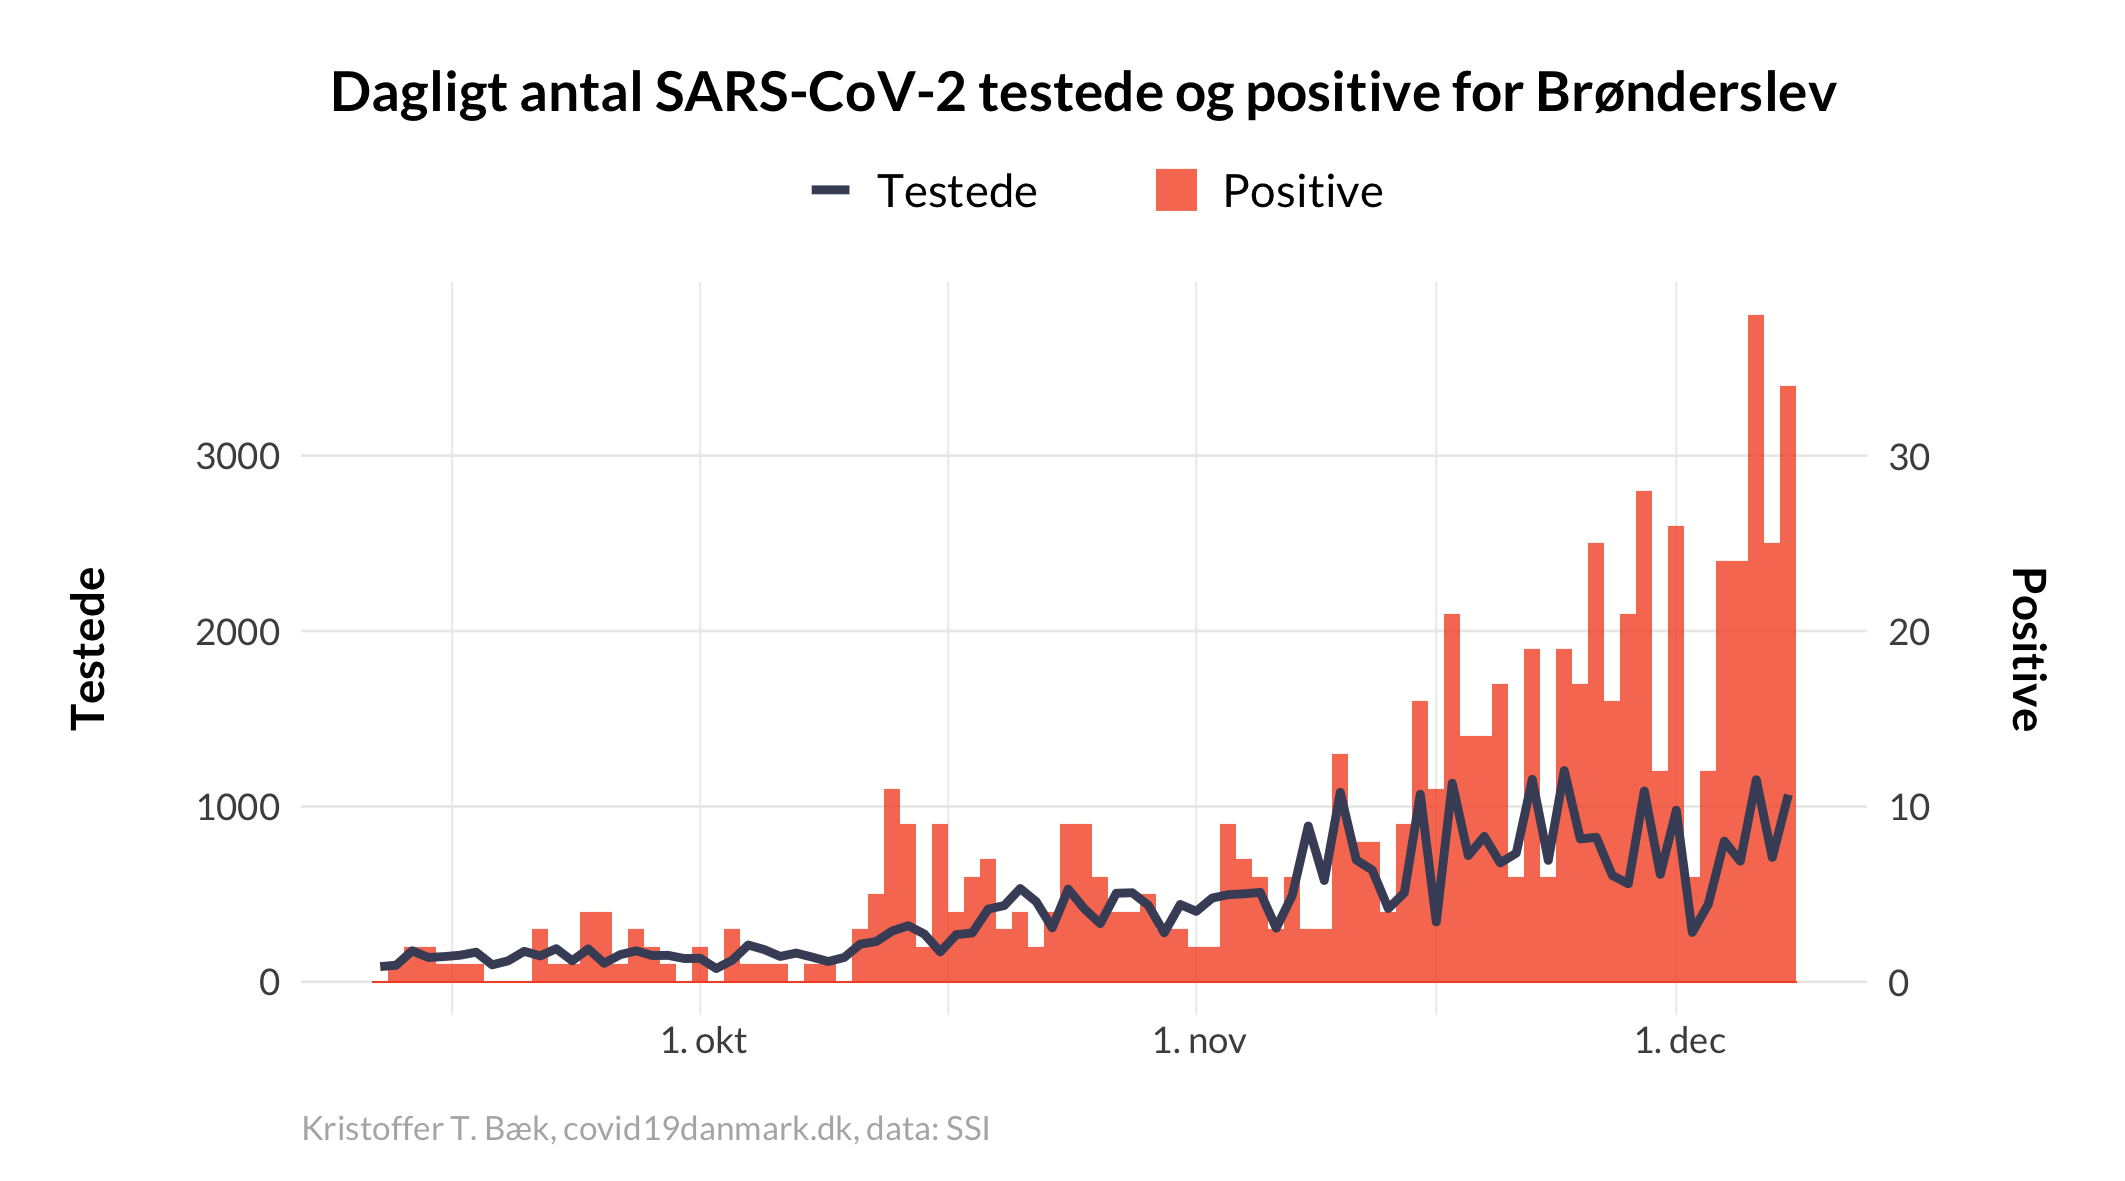 Dagligt antal SARS-CoV-2 testede og positive for Brønderslev
Testede
Positive
3000
2000
1000
0
Testede
30
20
10
0
Positive
1. okt
1. nov
1. dec
Kristoffer T. Bæk, covid19danmark.dk, data: SSI